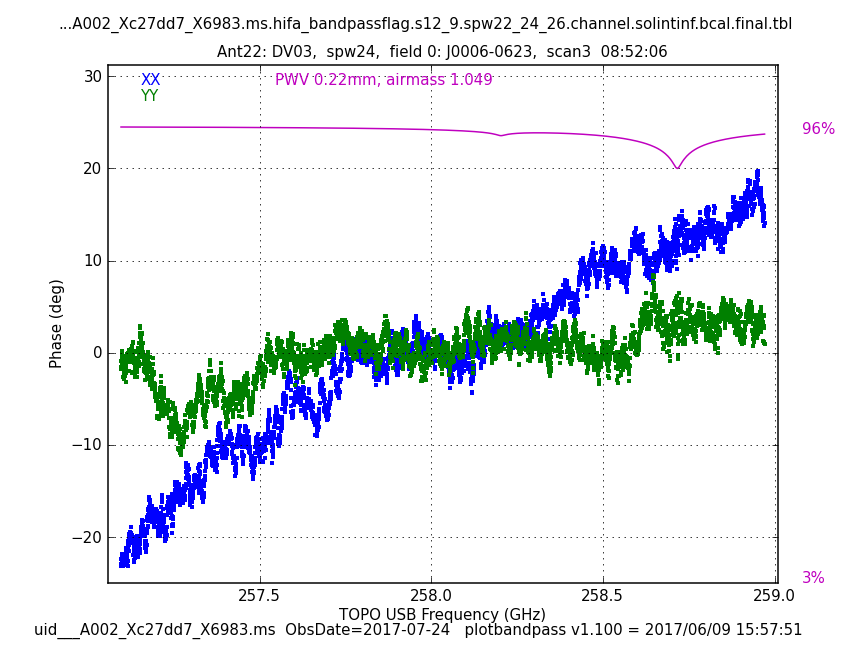 ...A002_Xc27dd7_X6983.ms.hifa_bandpassflag.s12_9.spw22_24_26.channel.solintinf.bcal.final.tbl
Ant22: DV03,  spw24,  field 0: J0006-0623,  scan3  08:52:06
XX
PWV 0.22mm, airmass 1.049
YY
30
96%
20
10
Phase (deg)
0
−10
−20
3%
257.5 258.0 258.5 259.0
TOPO USB Frequency (GHz)
uid___A002_Xc27dd7_X6983.ms  ObsDate=2017-07-24   plotbandpass v1.100 = 2017/06/09 15:57:51